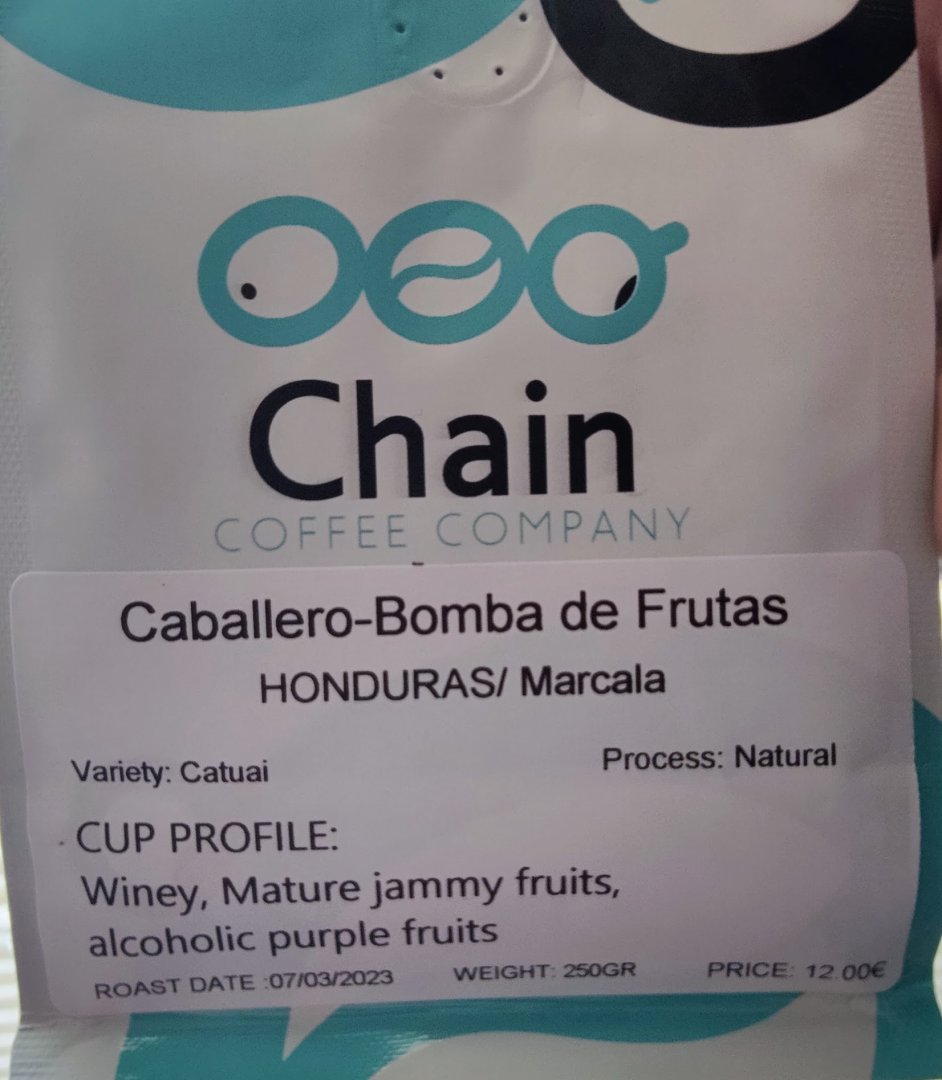 Chain
COFFEE COMPANY
Caballero-Bomba de Frutas
HONDURAS/ Marcala
Variety: Catuai
Process: Natural
CUP PROFILE:
Winey, Mature jammy fruits,
alcoholic purple fruits
ROAST DATE :07/03/2023 WEIGHT: 250GR PRICE: 12.00€